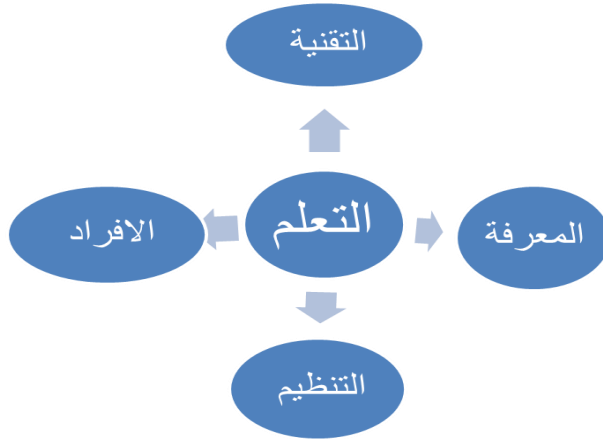 التقنية
المعرفة
التعلم
الافراد
التنظيم